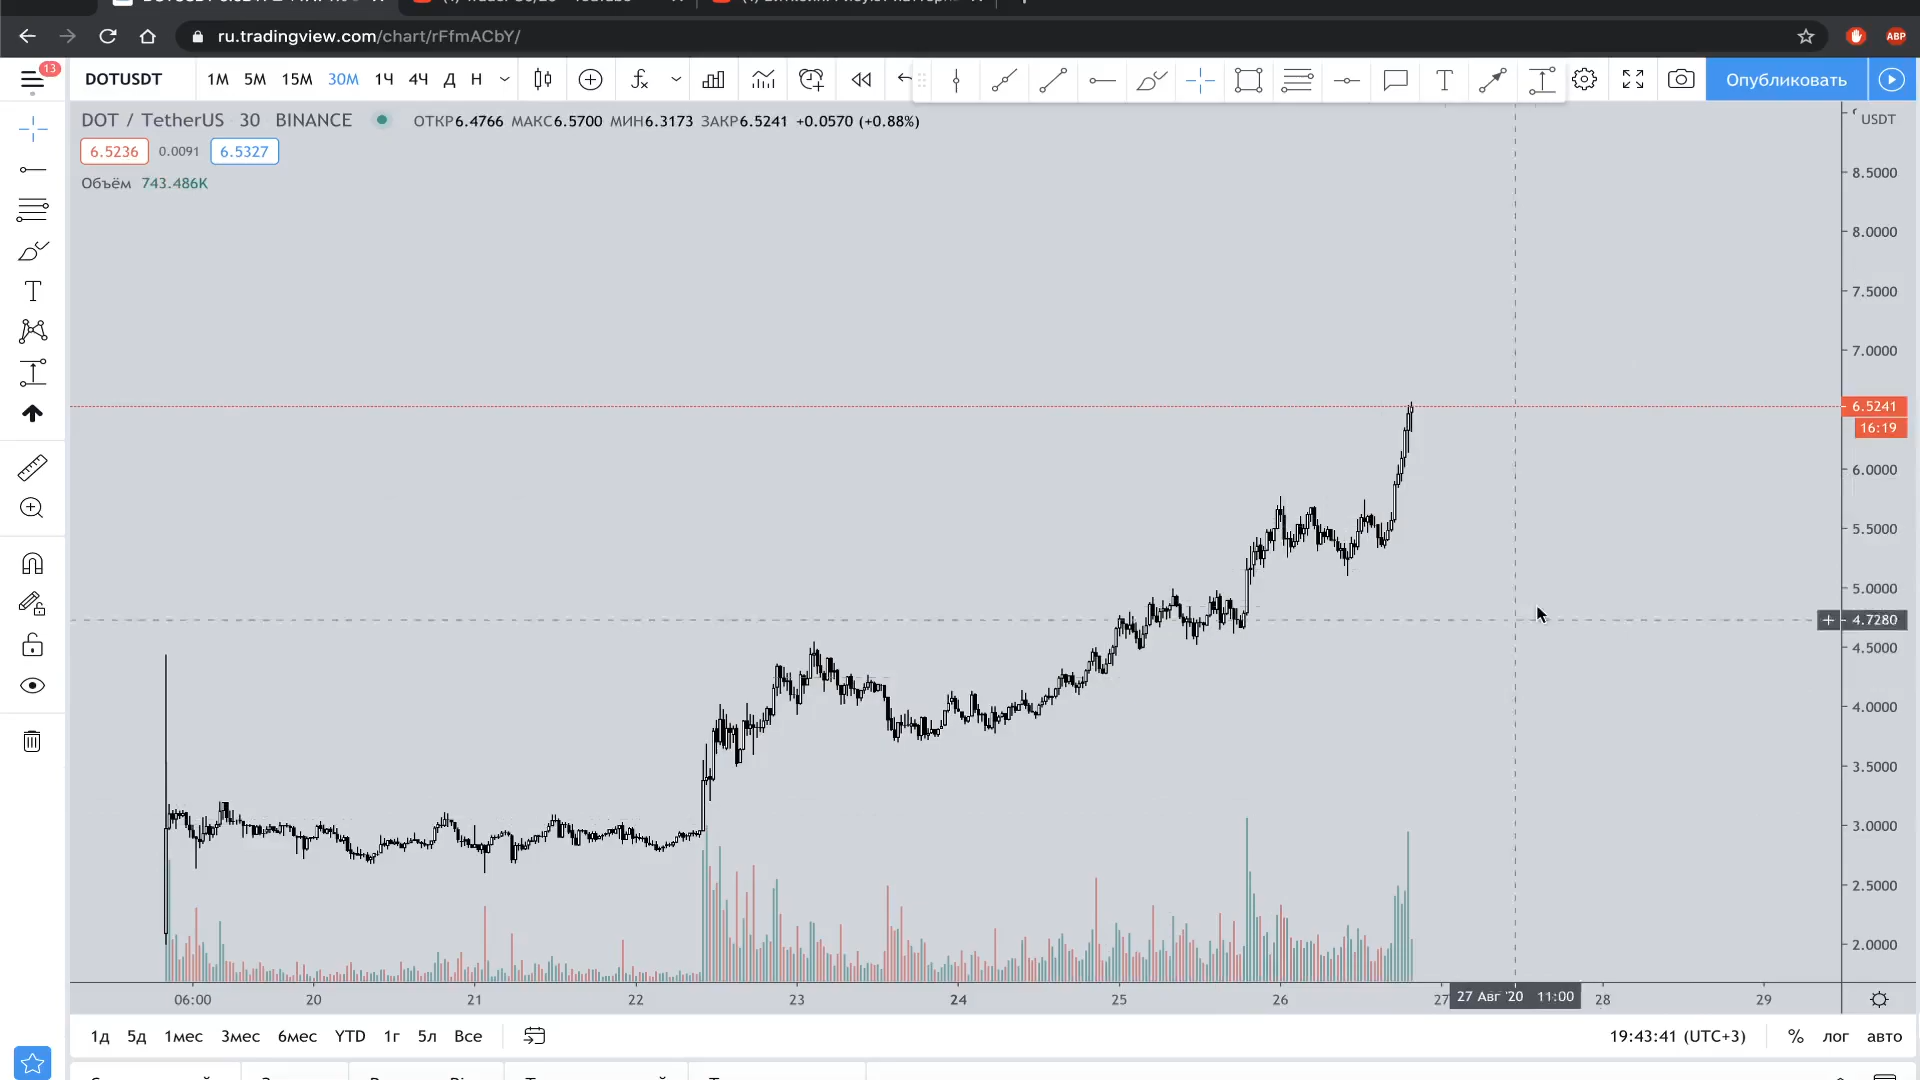 ru.tradingview.com/chart/rFfmACbY/
ABP
13
DOTUSDT 1М 5М 15М 30М 1Ч 4Ч Д Н
Опубликовать
DOT / TetherUS 30 BINANCE ОТКР6.4766 МАКС6.5700 МИН6.3173 ЗАКР6.5241 +0.0570 (+0.88%)
USDT
6.5236 0.0091 6.5327
Объём 743.486K
8.5000
8.0000
7.5000
7.0000
6.5241
16:19
6.0000
5.5000
5.0000
4.7280
4.5000
4.0000
3.5000
3.0000
2.5000
2.0000
06:00 20 21 22 23 24 25 26 27 27 Авг '20 11:00 28 29
1д 5д 1мес 3мес 6мес YTD 1г 5л Все
19:43:41 (UTC+3) % лог авто